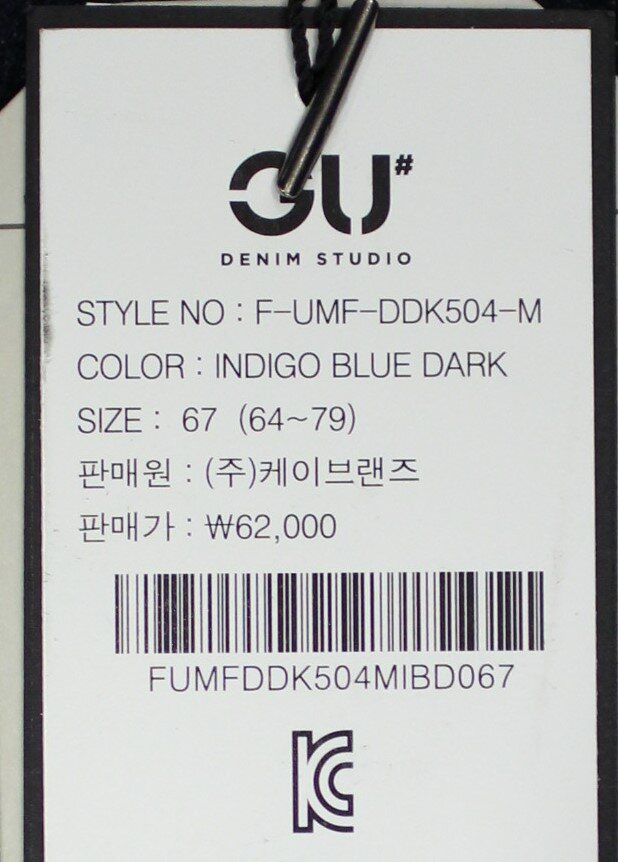 GU#
DENIM STUDIO
STYLE NO : F-UMF-DDK504-M
COLOR : INDIGO BLUE DARK
SIZE : 67 (64~79)
판매원 : (주)케이브랜즈
판매가 : ₩62,000
FUMFDDK504MIBD067
KC